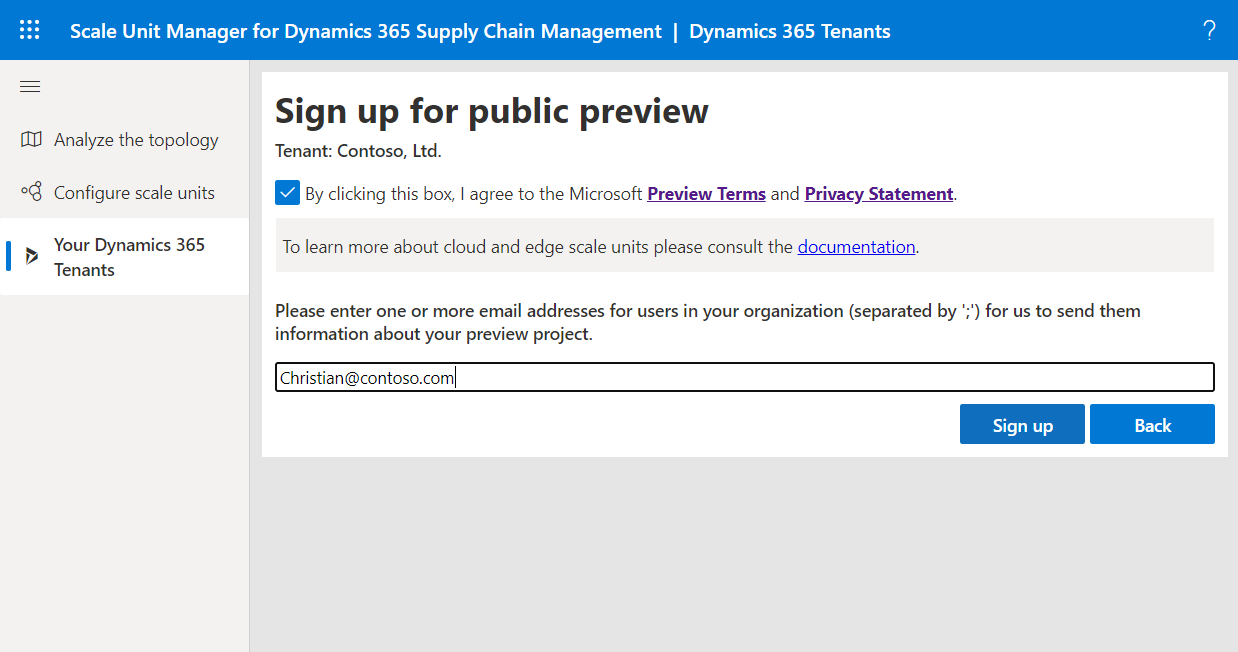 Scale Unit Manager for Dynamics 365 Supply Chain Management | Dynamics 365 Tenants ?
Analyze the topology
Configure scale units
Your Dynamics 365
Tenants
Sign up for public preview
Tenant: Contoso, Ltd.
By clicking this box, I agree to the Microsoft Preview Terms and Privacy Statement.
To learn more about cloud and edge scale units please consult the documentation.
Please enter one or more email addresses for users in your organization (separated by ';') for us to send them
information about your preview project.
Christian@contoso.com
Sign up Back